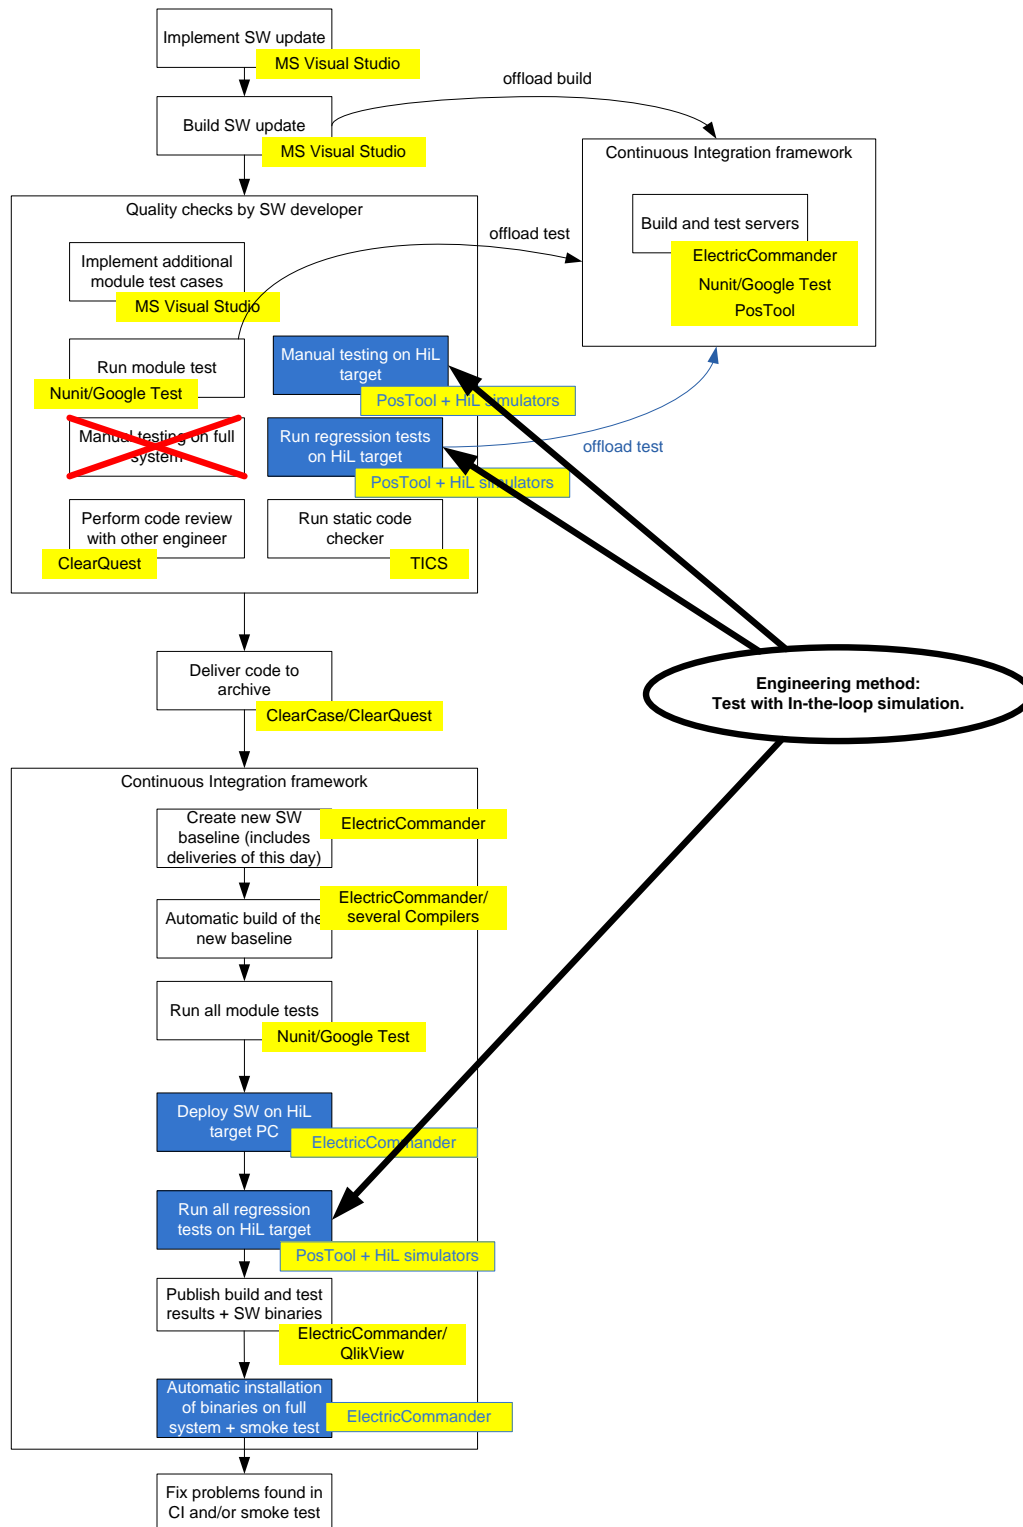 Implement SW update
MS Visual Studio
offload build
Build SW update
MS Visual Studio
Continuous Integration framework
Build and test servers
ElectricCommander
Nunit/Google Test
PosTool
Quality checks by SW developer
offload test
Implement additional
module test cases
MS Visual Studio
Run module test
Nunit/Google Test
Manual testing on HiL
target
PosTool + HiL simulators
Manual testing on full
system
Run regression tests
on HiL target
PosTool + HiL simulators
offload test
Perform code review
with other engineer
ClearQuest
Run static code
checker
TICS
Deliver code to
archive
ClearCase/ClearQuest
Engineering method:
Test with In-the-loop simulation.
Continuous Integration framework
Create new SW
baseline (includes
deliveries of this day)
ElectricCommander
Automatic build of the
new baseline
ElectricCommander/
several Compilers
Run all module tests
Nunit/Google Test
Deploy SW on HiL
target PC
ElectricCommander
Run all regression
tests on HiL target
PosTool + HiL simulators
Publish build and test
results + SW binaries
ElectricCommander/
QlikView
Automatic installation
of binaries on full
system + smoke test
ElectricCommander
Fix problems found in
CI and/or smoke test